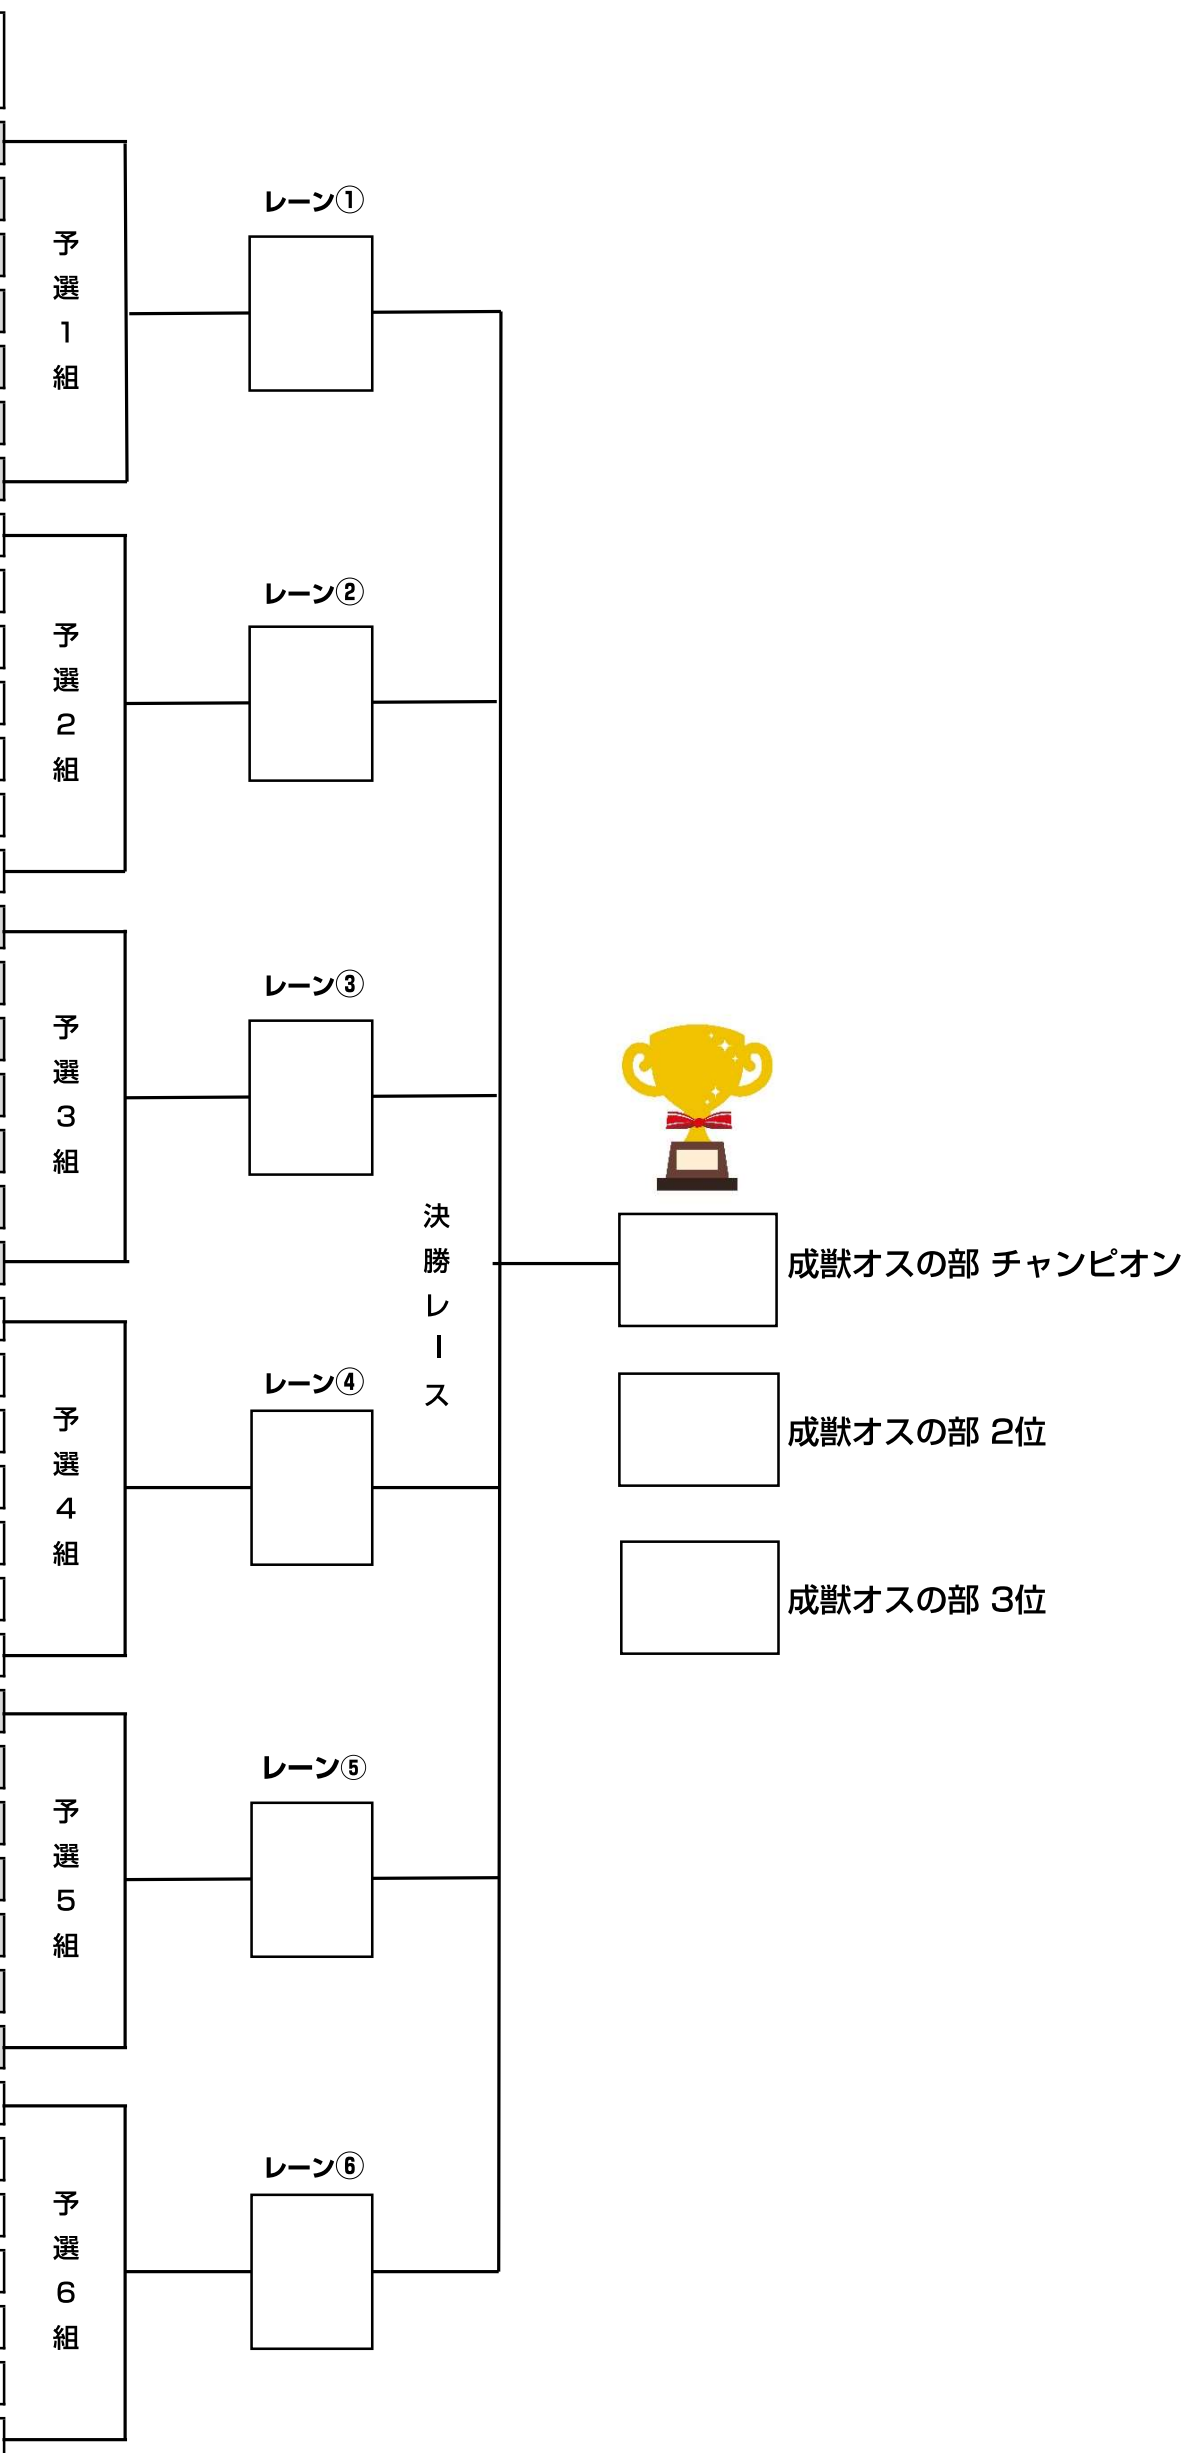 レーン①
予選1組
レーン②
予選2組
レーン③
予選3組
決勝レース
成獣オスの部 チャンピオン
レーン④
予選4組
成獣オスの部 2位
成獣オスの部 3位
レーン⑤
予選5組
レーン⑥
予選6組